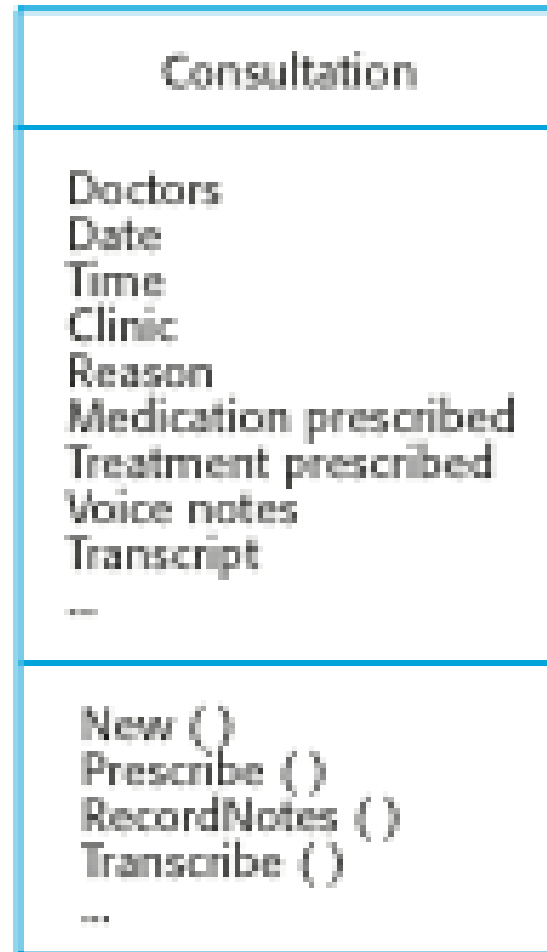 Consultation
Doctors
Date
Time
Clinic
Reason
Medication prescribed
Treatment prescribed
Voice notes
Transcript
...
New ( )
Prescribe ( )
RecordNotes ( )
Transcribe ( )
...